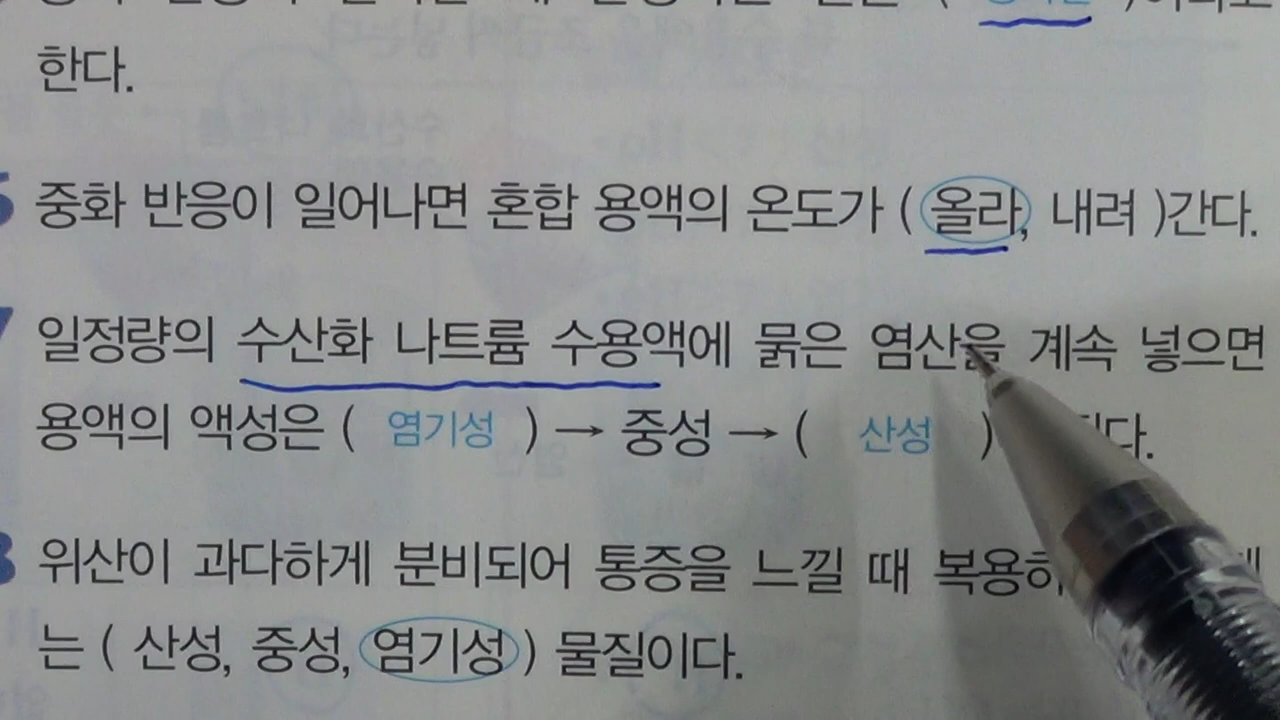 한다.
중화 반응이 일어나면 혼합 용액의 온도가 ( 올라, 내려 )간다.
7 일정량의 수산화 나트륨 수용액에 묽은 염산을 계속 넣으면
용액의 액성은 ( 염기성 ) → 중성 → ( 산성 )
8 위산이 과다하게 분비되어 통증을 느낄 때
는 ( 산성, 중성, 염기성 ) 물질이다.